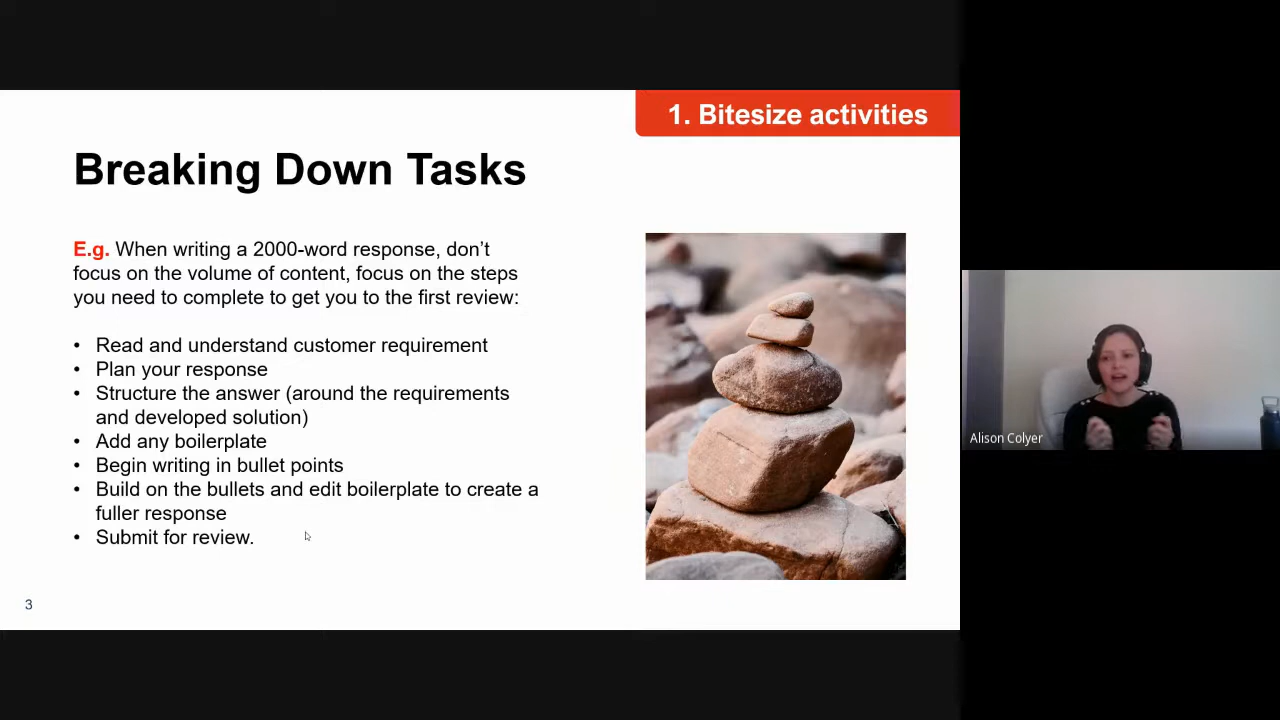 1. Bitesize activities
Breaking Down Tasks
E.g. When writing a 2000-word response, don’t
focus on the volume of content, focus on the steps
you need to complete to get you to the first review:
• Read and understand customer requirement
• Plan your response
• Structure the answer (around the requirements
and developed solution)
• Add any boilerplate
• Begin writing in bullet points
• Build on the bullets and edit boilerplate to create a
fuller response
• Submit for review.
3
Alison Colyer